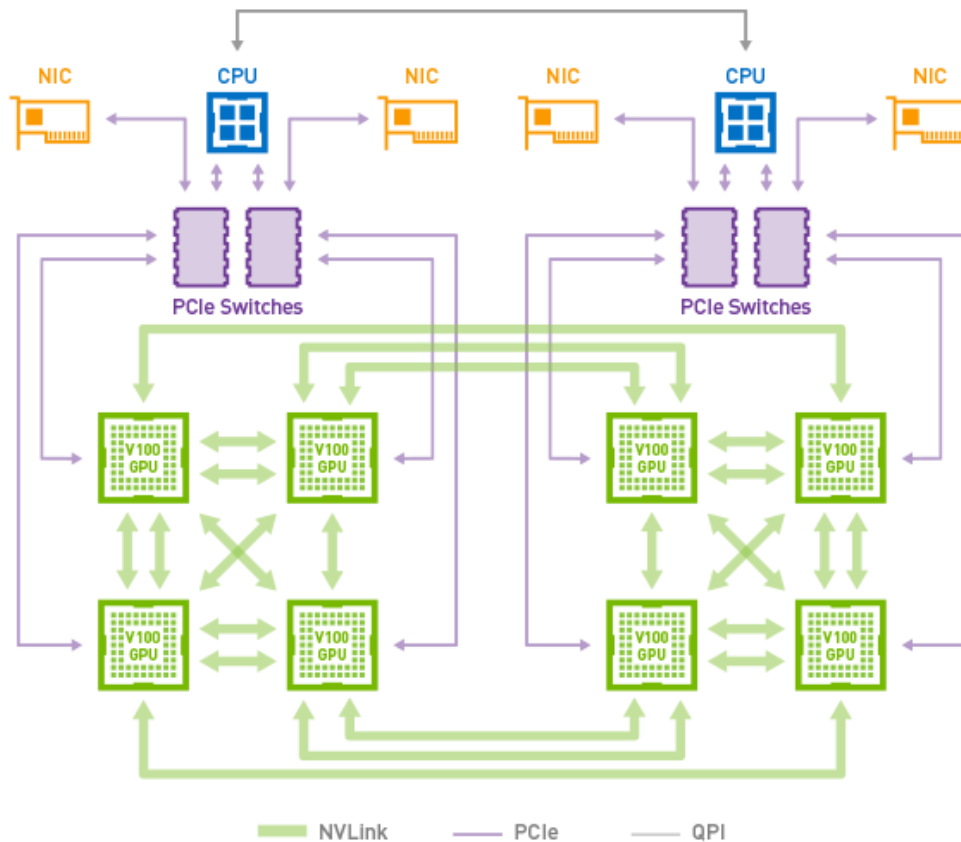 NIC
CPU
NIC
NIC
CPU
NIC
PCIe Switches
PCIe Switches
V100
GPU
V100
GPU
V100
GPU
V100
GPU
V100
GPU
V100
GPU
V100
GPU
V100
GPU
NVLink
PCIe
QPI